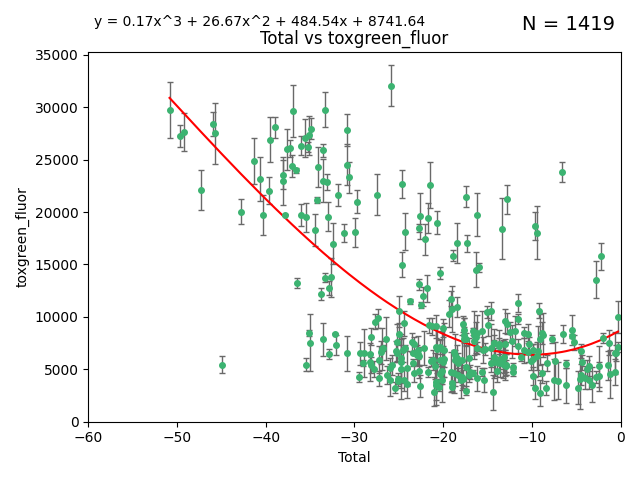 y = 0.17x^3 + 26.67x^2 + 484.54x + 8741.64
N = 1419
Total vs toxgreen_fluor
35000
30000
25000
20000
15000
10000
5000
0
toxgreen_fluor
−60 −50 −40 −30 −20 −10 0
Total